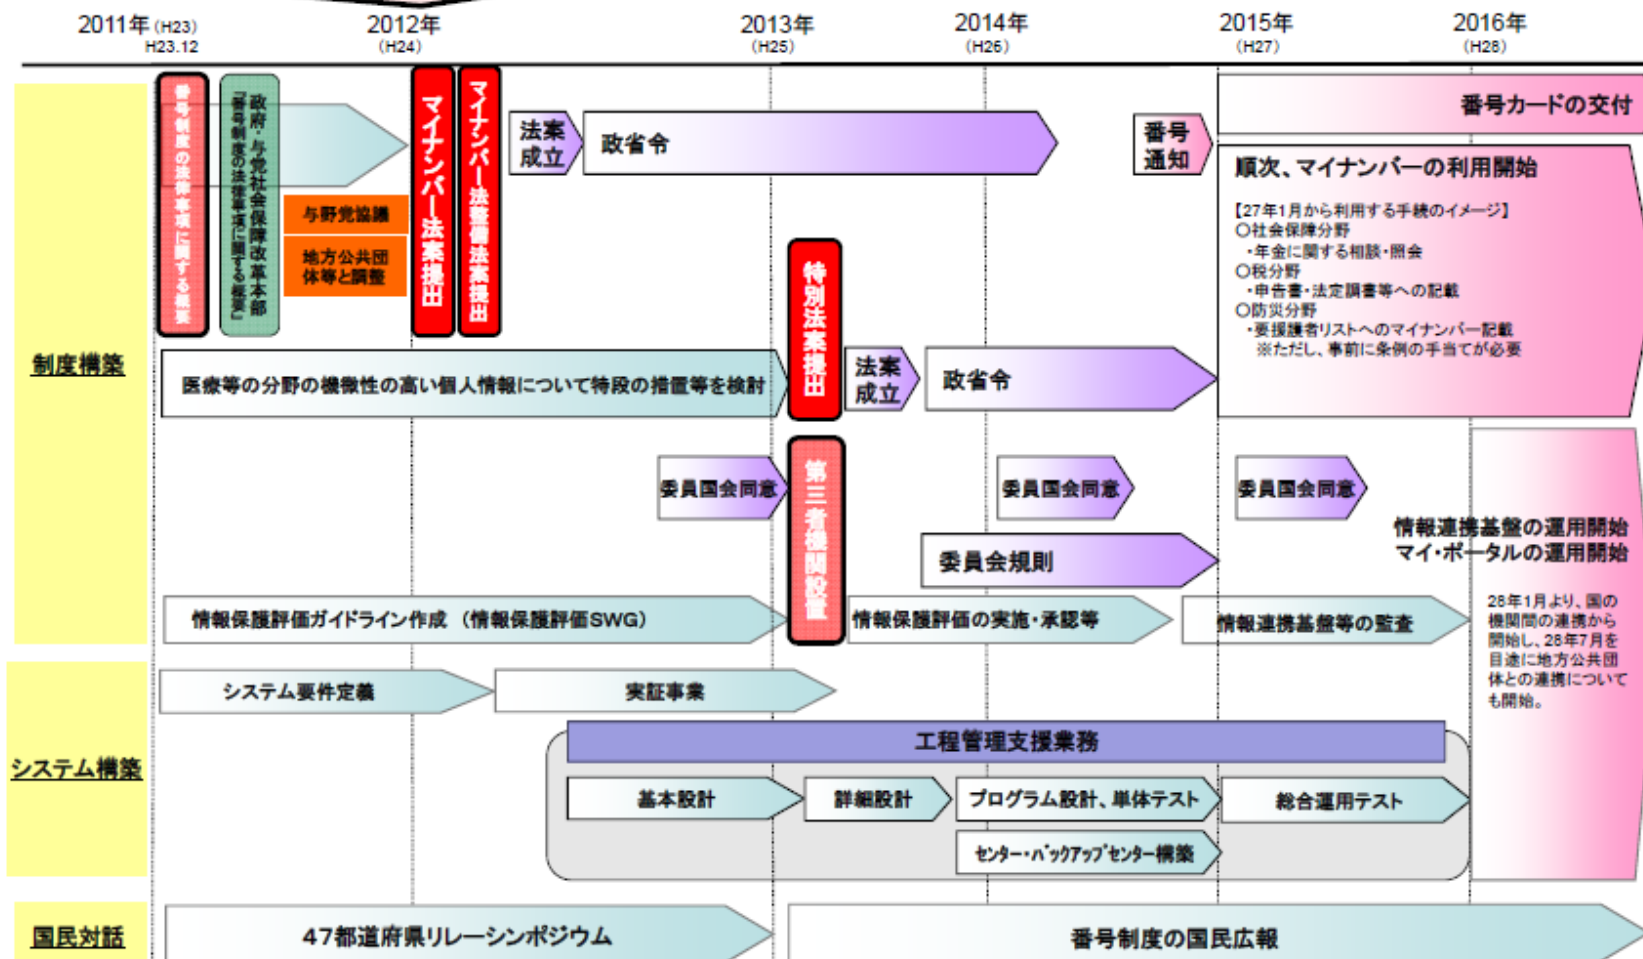 2011年(H23)
H23.12
2012年
(H24)
2013年
(H25)
2014年
(H26)
2015年
(H27)
2016年
(H28)
制度構築
番号制度の法律事項に関する概要
政府・与党社会保障改革本部
「番号制度の法律事項に関する概要」
与野党協議
地方公共団
体等と調整
マイナンバー法案提出
マイナンバー法整備法案提出
法案
成立
政省令
番号
通知
番号カードの交付
順次、マイナンバーの利用開始
【27年1月から利用する手続のイメージ】
○社会保障分野
・年金に関する相談・照会
○税分野
・申告書・法定調書等への記載
○防災分野
・要援護者リストへのマイナンバー記載
※ただし、事前に条例の手当てが必要
医療等の分野の機微性の高い個人情報について特段の措置等を検討
特別法案提出
法案
成立
政省令
委員国会同意
第三者機関設置
委員国会同意
委員国会同意
委員会規則
情報連携基盤の運用開始
マイ・ポータルの運用開始
28年1月より、国の
機関間の連携から
開始し、28年7月を
目途に地方公共団
体との連携について
も開始。
情報保護評価ガイドライン作成 (情報保護評価SWG)
情報保護評価の実施・承認等
情報連携基盤等の監査
システム構築
システム要件定義
実証事業
工程管理支援業務
基本設計
詳細設計
プログラム設計、単体テスト
総合運用テスト
センター・バックアップセンター構築
国民対話
47都道府県リレーシンポジウム
番号制度の国民広報